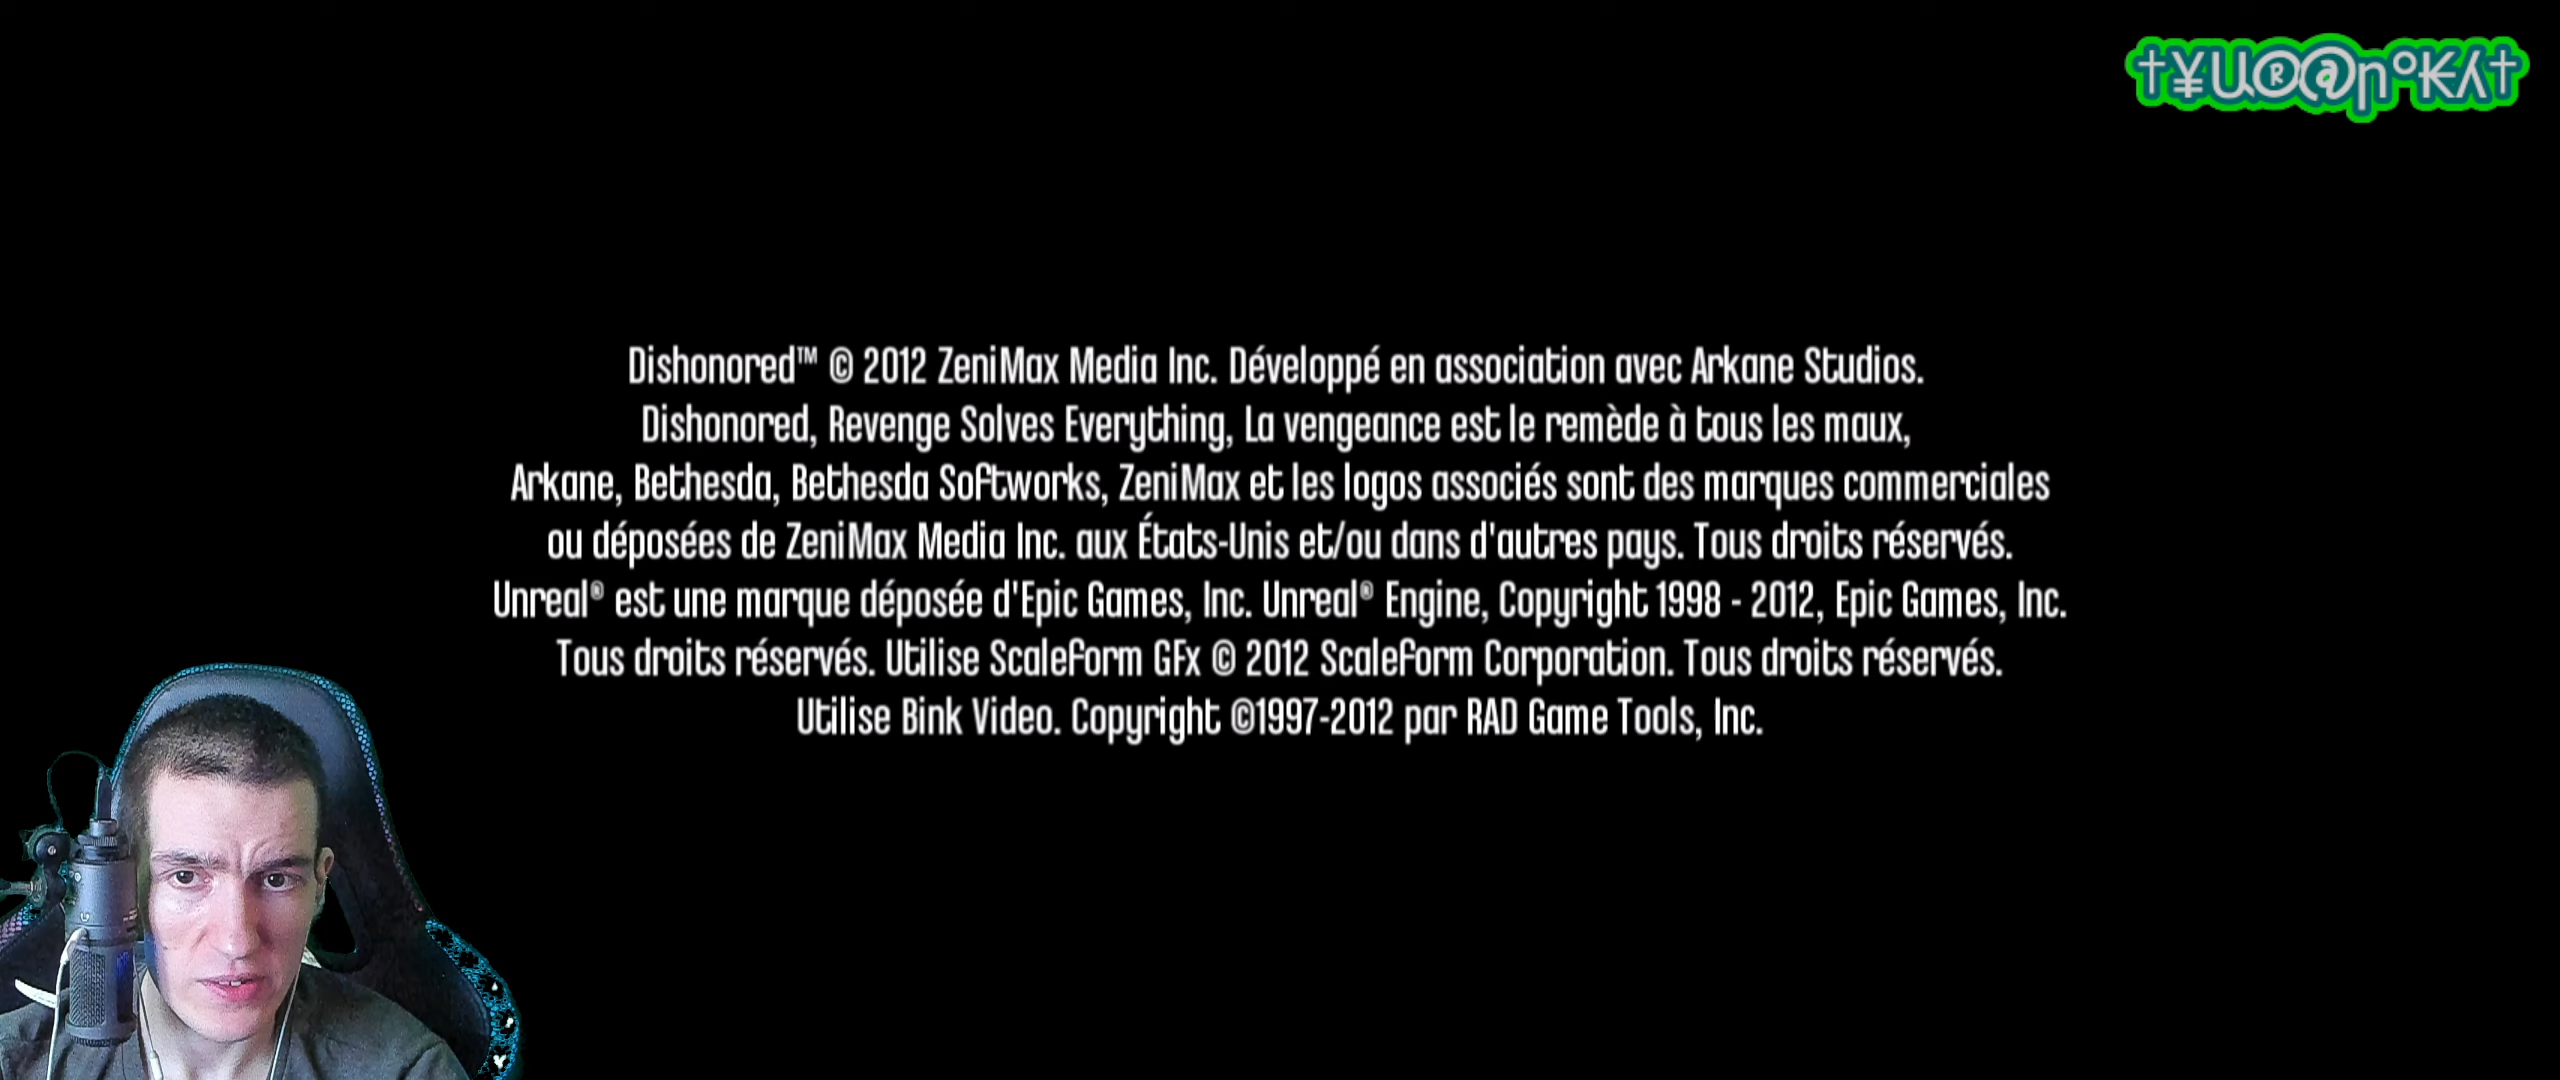 †¥U®@ɳ°₭ʎ†
Dishonored™ © 2012 ZeniMax Media Inc. Développé en association avec Arkane Studios.
Dishonored, Revenge Solves Everything, La vengeance est le remède à tous les maux,
Arkane, Bethesda, Bethesda Softworks, ZeniMax et les logos associés sont des marques commerciales
ou déposées de ZeniMax Media Inc. aux États-Unis et/ou dans d'autres pays. Tous droits réservés.
Unreal® est une marque déposée d'Epic Games, Inc. Unreal® Engine, Copyright 1998 - 2012, Epic Games, Inc.
Tous droits réservés. Utilise Scaleform GFx © 2012 Scaleform Corporation. Tous droits réservés.
Utilise Bink Video. Copyright ©1997-2012 par RAD Game Tools, Inc.